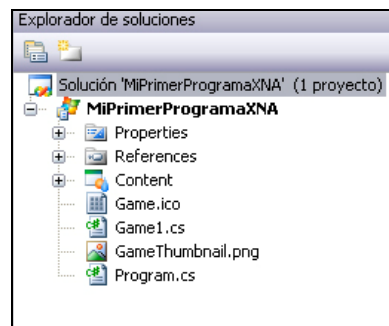 Explorador de soluciones
Solución 'MiPrimerProgramaXNA' (1 proyecto)
MiPrimerProgramaXNA
Properties
References
Content
Game.ico
Game1.cs
GameThumbnail.png
Program.cs